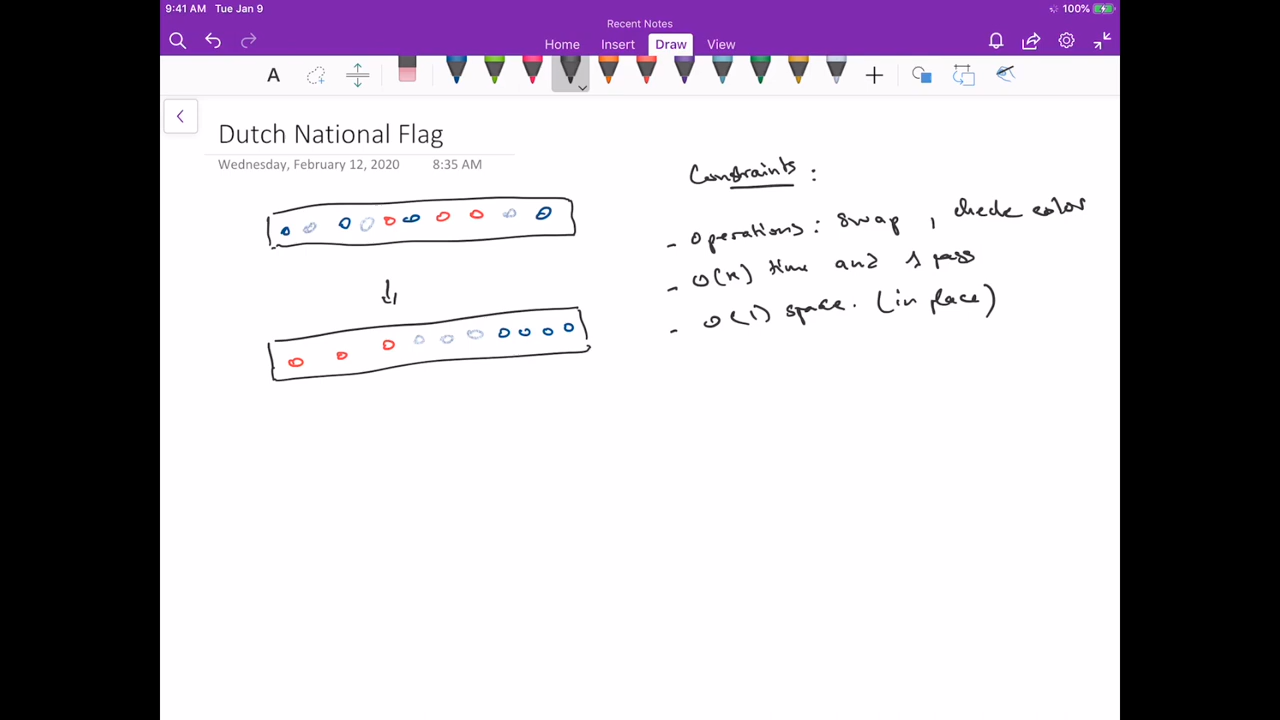 9:41 AM Tue Jan 9
100%
Recent Notes
Home Insert Draw View
A
Dutch National Flag
Wednesday, February 12, 2020 8:35 AM
Constraints :
- operations : swap , check color
- O(n) time and 1 pass
- O(1) space. (in place)